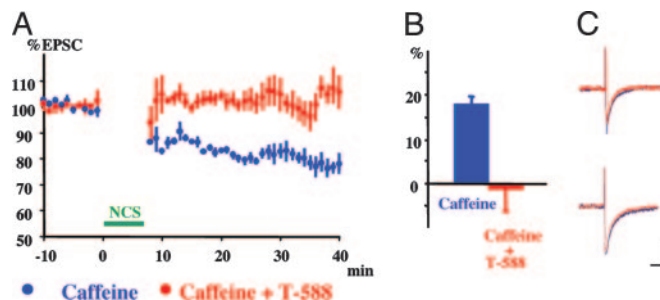 A
%EPSC
110
100
90
80
70
60
50
NCS
-10 0 10 20 30 40
min
Caffeine Caffeine + T-588
B
%
20
10
0
Caffeine
Caffeine
+
T-588
C